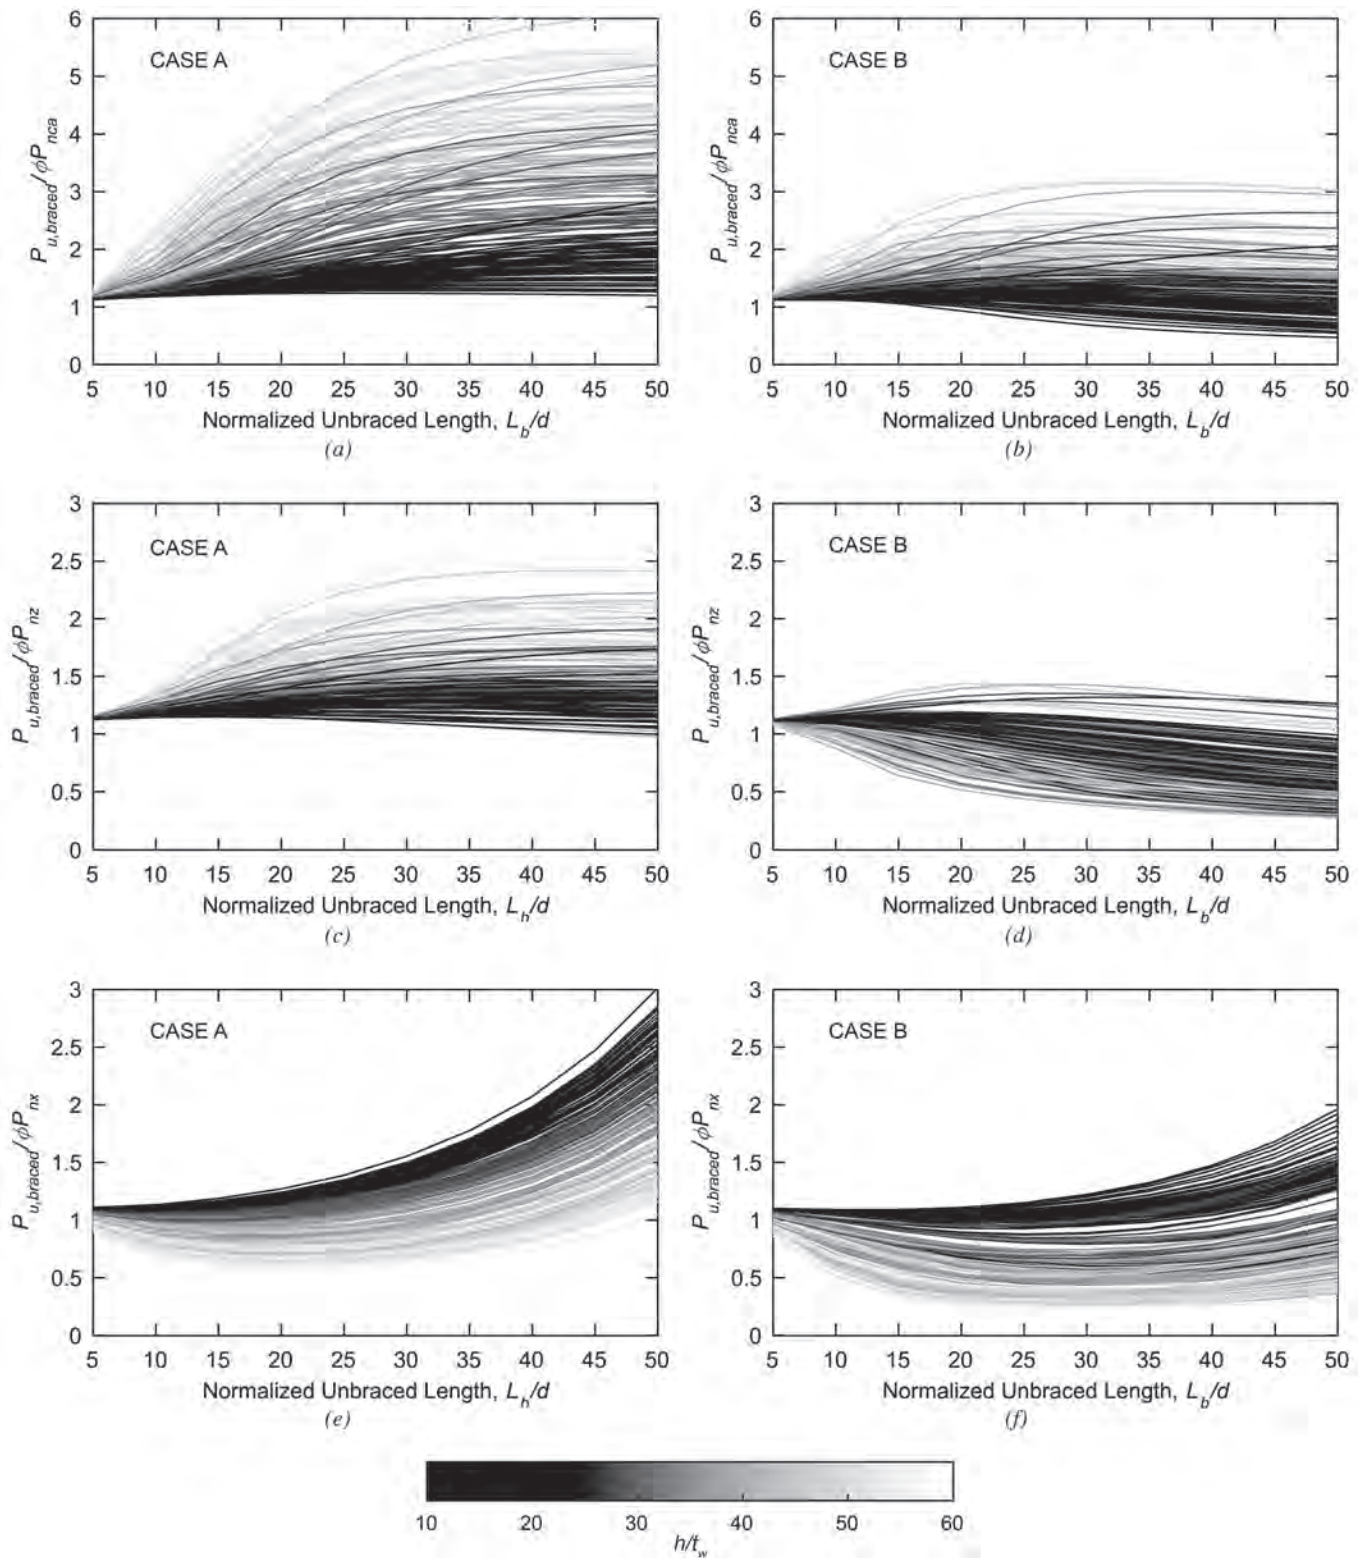 6
5
4
3
2
1
0
CASE A
P_u,braced/ϕP_nca
5 10 15 20 25 30 35 40 45 50
Normalized Unbraced Length, L_b/d
(a)
6
5
4
3
2
1
0
CASE B
P_u,braced/ϕP_nca
5 10 15 20 25 30 35 40 45 50
Normalized Unbraced Length, L_b/d
(b)
3
2.5
2
1.5
1
0.5
0
CASE A
P_u,braced/ϕP_nz
5 10 15 20 25 30 35 40 45 50
Normalized Unbraced Length, L_h/d
(c)
3
2.5
2
1.5
1
0.5
0
CASE B
P_u,braced/ϕP_nz
5 10 15 20 25 30 35 40 45 50
Normalized Unbraced Length, L_b/d
(d)
3
2.5
2
1.5
1
0.5
0
CASE A
P_u,braced/ϕP_nx
5 10 15 20 25 30 35 40 45 50
Normalized Unbraced Length, L_h/d
(e)
3
2.5
2
1.5
1
0.5
0
CASE B
P_u,braced/ϕP_nx
5 10 15 20 25 30 35 40 45 50
Normalized Unbraced Length, L_b/d
(f)
10 20 30 40 50 60
h/t_w